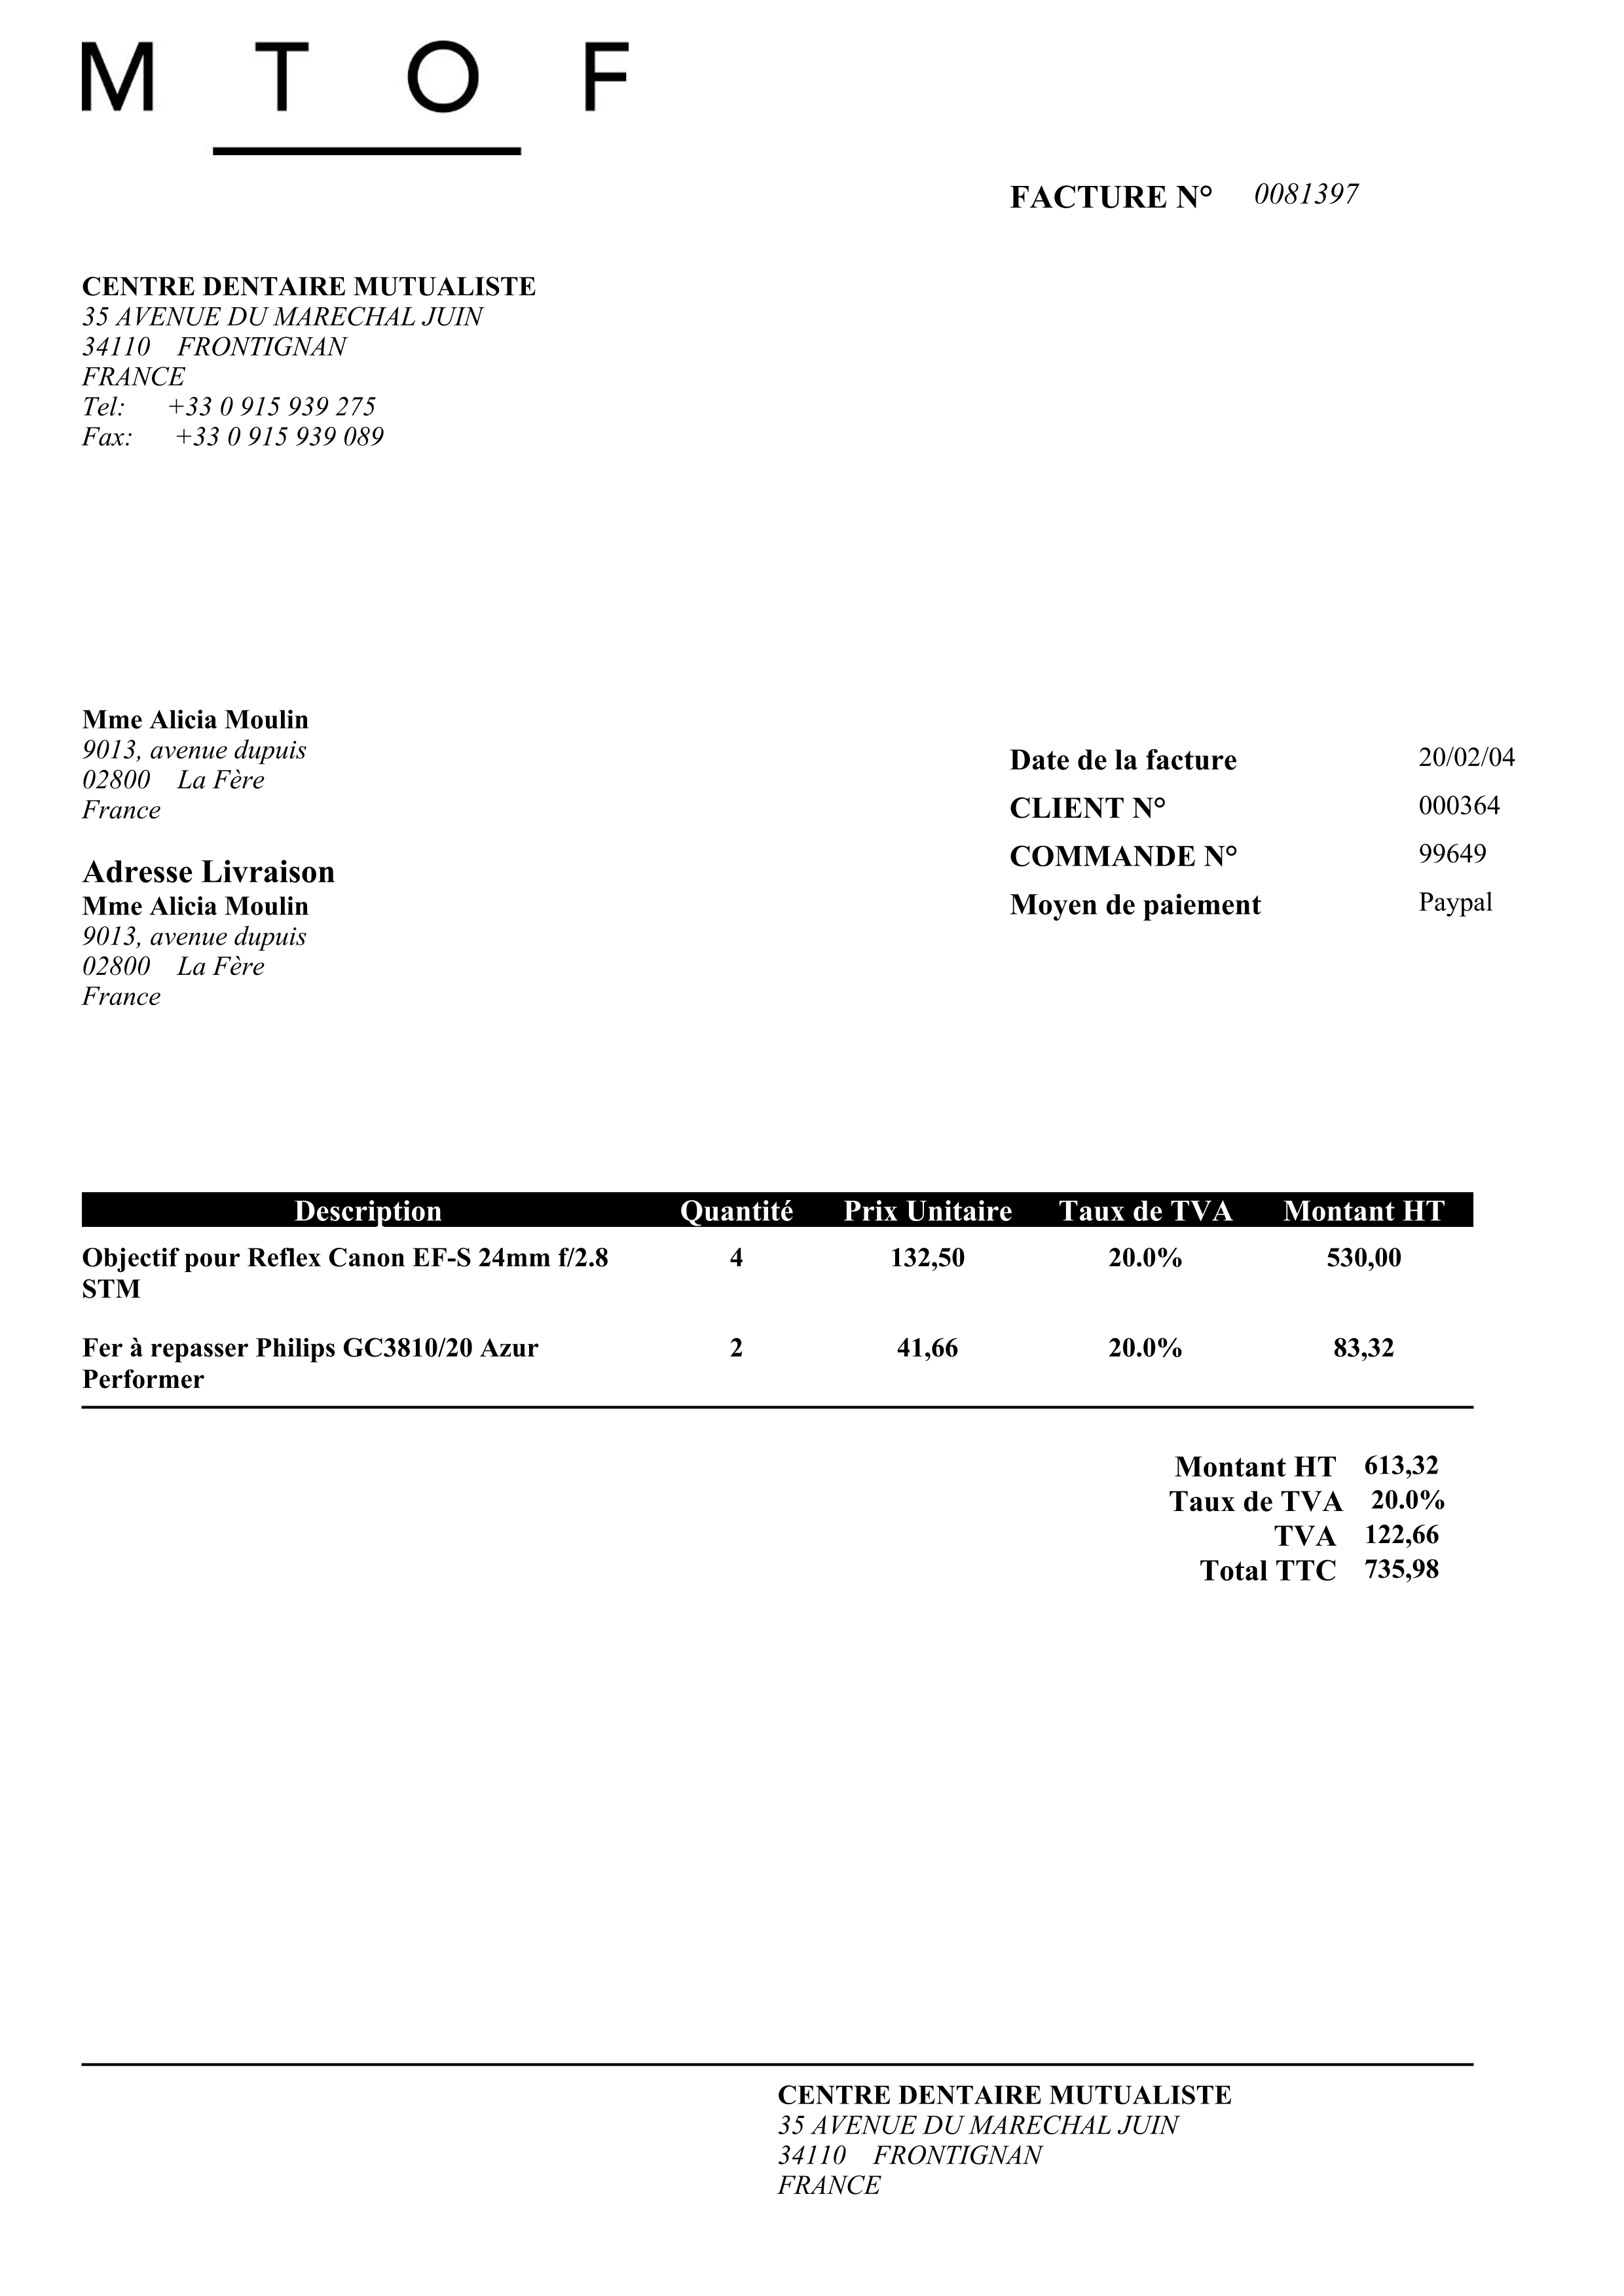 M T O F
FACTURE N° 0081397
CENTRE DENTAIRE MUTUALISTE
35 AVENUE DU MARECHAL JUIN
34110 FRONTIGNAN
FRANCE
Tel: +33 0 915 939 275
Fax: +33 0 915 939 089
Mme Alicia Moulin
9013, avenue dupuis
02800 La Fère
France
Date de la facture 20/02/04
CLIENT N° 000364
COMMANDE N° 99649
Moyen de paiement Paypal
Adresse Livraison
Mme Alicia Moulin
9013, avenue dupuis
02800 La Fère
France
Description Quantité Prix Unitaire Taux de TVA Montant HT
Objectif pour Reflex Canon EF-S 24mm f/2.8 4 132,50 20.0% 530,00
STM
Fer à repasser Philips GC3810/20 Azur 2 41,66 20.0% 83,32
Performer
Montant HT 613,32
Taux de TVA 20.0%
TVA 122,66
Total TTC 735,98
CENTRE DENTAIRE MUTUALISTE
35 AVENUE DU MARECHAL JUIN
34110 FRONTIGNAN
FRANCE